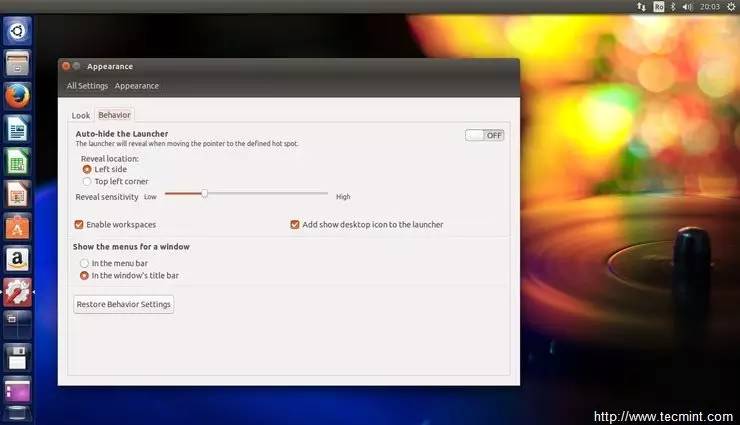 Ro 20:03
Appearance
All Settings Appearance
Look Behavior
Auto-hide the Launcher
OFF
The launcher will reveal when moving the pointer to the defined hot spot.
Reveal location:
Left side
Top left corner
Reveal sensitivity Low High
Enable workspaces Add show desktop icon to the launcher
Show the menus for a window
In the menu bar
In the window's title bar
Restore Behavior Settings
a
http://www.tecmint.com